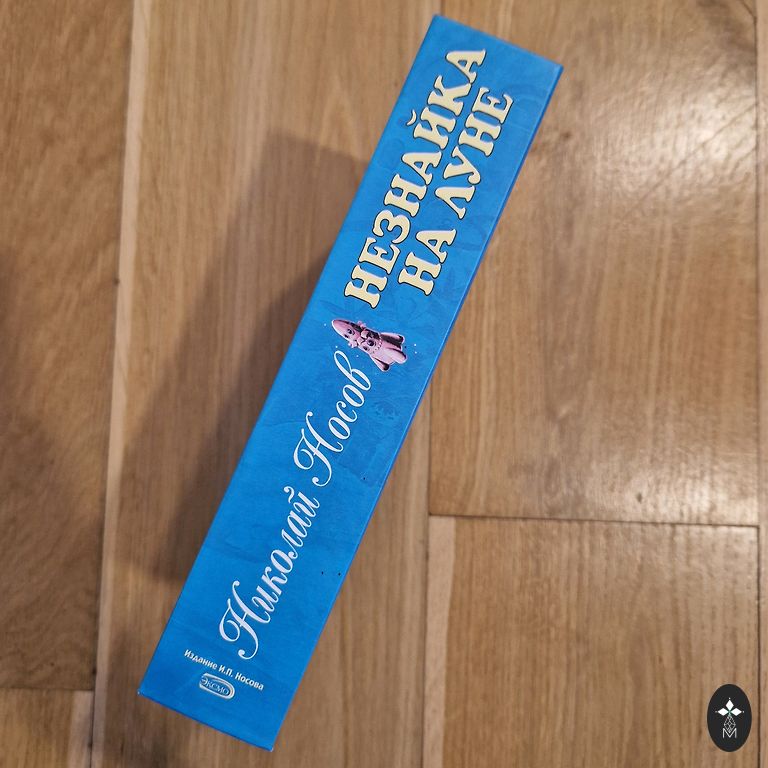 Николай Носов
НЕЗНАЙКА
НА ЛУНЕ
Издание И.П. Носова
ЭКСМО
M